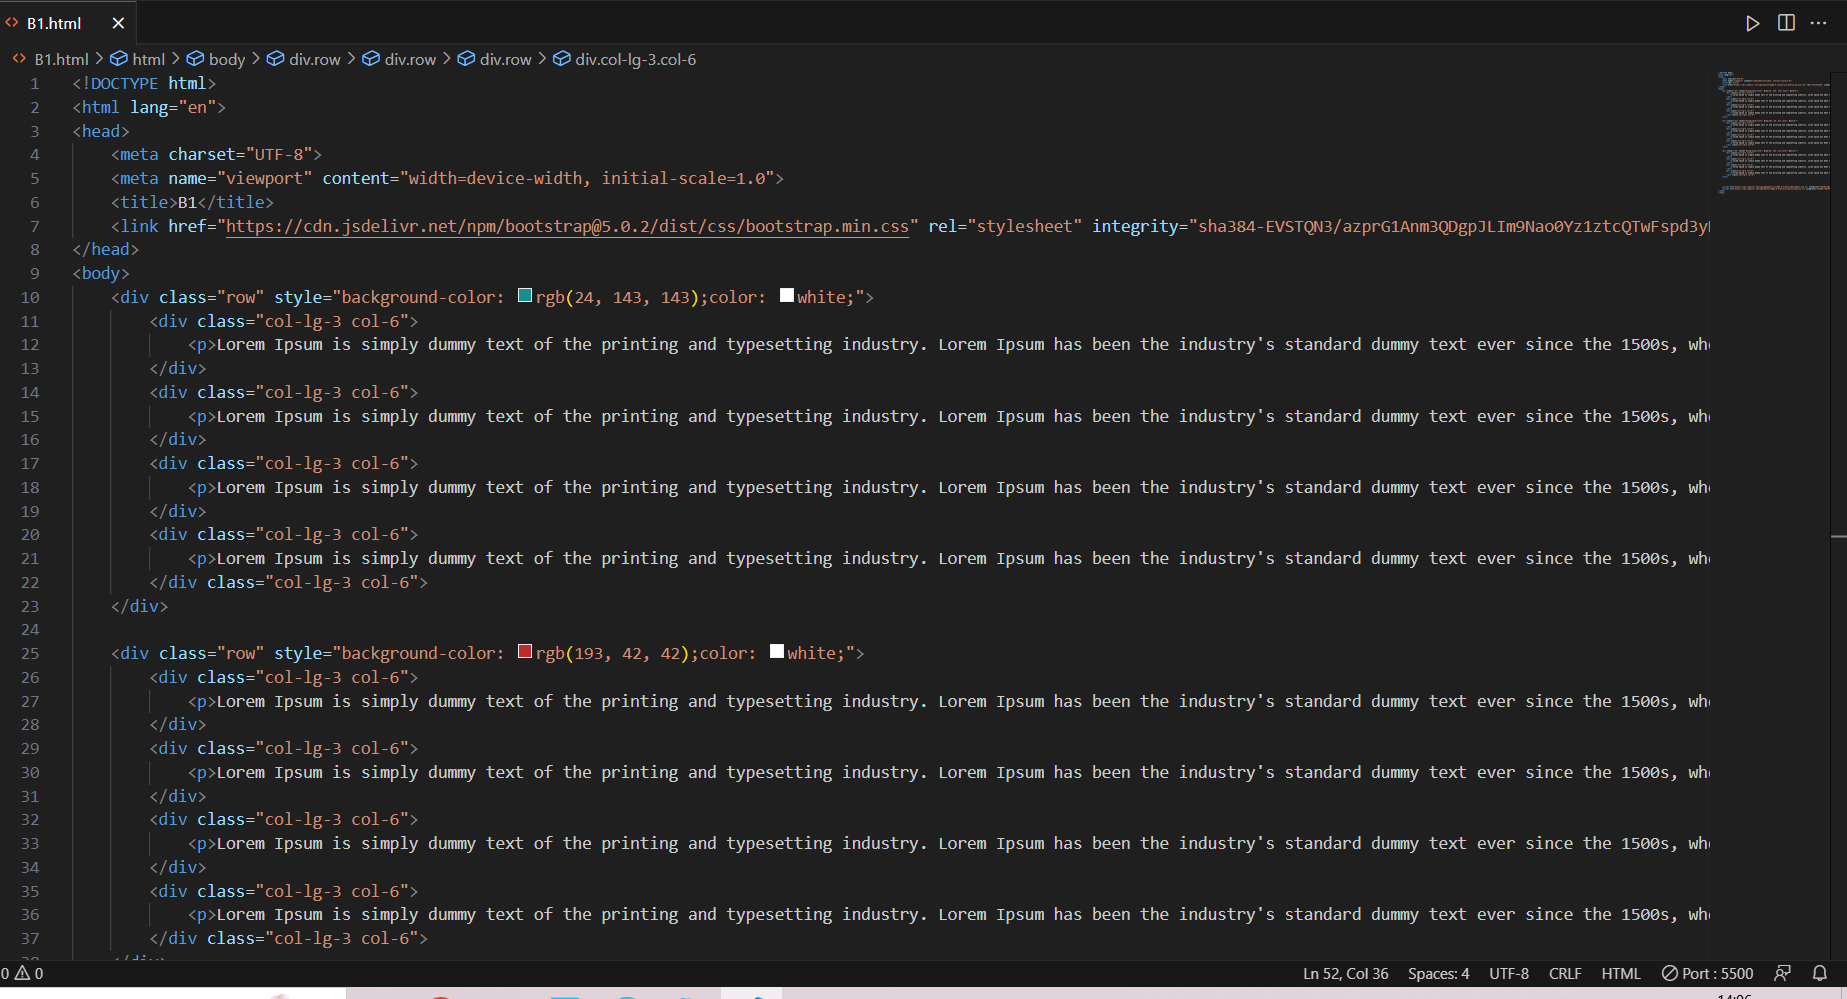 B1.html
B1.html > html > body > div.row > div.row > div.row > div.col-lg-3.col-6
1 <!DOCTYPE html>
2 <html lang="en">
3 <head>
4 <meta charset="UTF-8">
5 <meta name="viewport" content="width=device-width, initial-scale=1.0">
6 <title>B1</title>
7 <link href="https://cdn.jsdelivr.net/npm/bootstrap@5.0.2/dist/css/bootstrap.min.css" rel="stylesheet" integrity="sha384-EVSTQN3/azprG1Anm3QDgpJLIm9Nao0Yz1ztcQTwFspd3y
8 </head>
9 <body>
10 <div class="row" style="background-color: rgb(24, 143, 143);color: white;">
11 <div class="col-lg-3 col-6">
12 <p>Lorem Ipsum is simply dummy text of the printing and typesetting industry. Lorem Ipsum has been the industry's standard dummy text ever since the 1500s, wh
13 </div>
14 <div class="col-lg-3 col-6">
15 <p>Lorem Ipsum is simply dummy text of the printing and typesetting industry. Lorem Ipsum has been the industry's standard dummy text ever since the 1500s, wh
16 </div>
17 <div class="col-lg-3 col-6">
18 <p>Lorem Ipsum is simply dummy text of the printing and typesetting industry. Lorem Ipsum has been the industry's standard dummy text ever since the 1500s, wh
19 </div>
20 <div class="col-lg-3 col-6">
21 <p>Lorem Ipsum is simply dummy text of the printing and typesetting industry. Lorem Ipsum has been the industry's standard dummy text ever since the 1500s, wh
22 </div class="col-lg-3 col-6">
23 </div>
24
25 <div class="row" style="background-color: rgb(193, 42, 42);color: white;">
26 <div class="col-lg-3 col-6">
27 <p>Lorem Ipsum is simply dummy text of the printing and typesetting industry. Lorem Ipsum has been the industry's standard dummy text ever since the 1500s, wh
28 </div>
29 <div class="col-lg-3 col-6">
30 <p>Lorem Ipsum is simply dummy text of the printing and typesetting industry. Lorem Ipsum has been the industry's standard dummy text ever since the 1500s, wh
31 </div>
32 <div class="col-lg-3 col-6">
33 <p>Lorem Ipsum is simply dummy text of the printing and typesetting industry. Lorem Ipsum has been the industry's standard dummy text ever since the 1500s, wh
34 </div>
35 <div class="col-lg-3 col-6">
36 <p>Lorem Ipsum is simply dummy text of the printing and typesetting industry. Lorem Ipsum has been the industry's standard dummy text ever since the 1500s, wh
37 </div class="col-lg-3 col-6">
0 0 Ln 52, Col 36 Spaces: 4 UTF-8 CRLF HTML Port : 5500